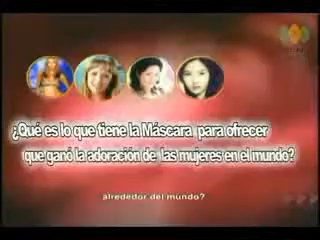 ¿Qué es lo que tiene la Máscara para ofrecer
que ganó la adoración de las mujeres en el mundo?
alrededor del mundo?